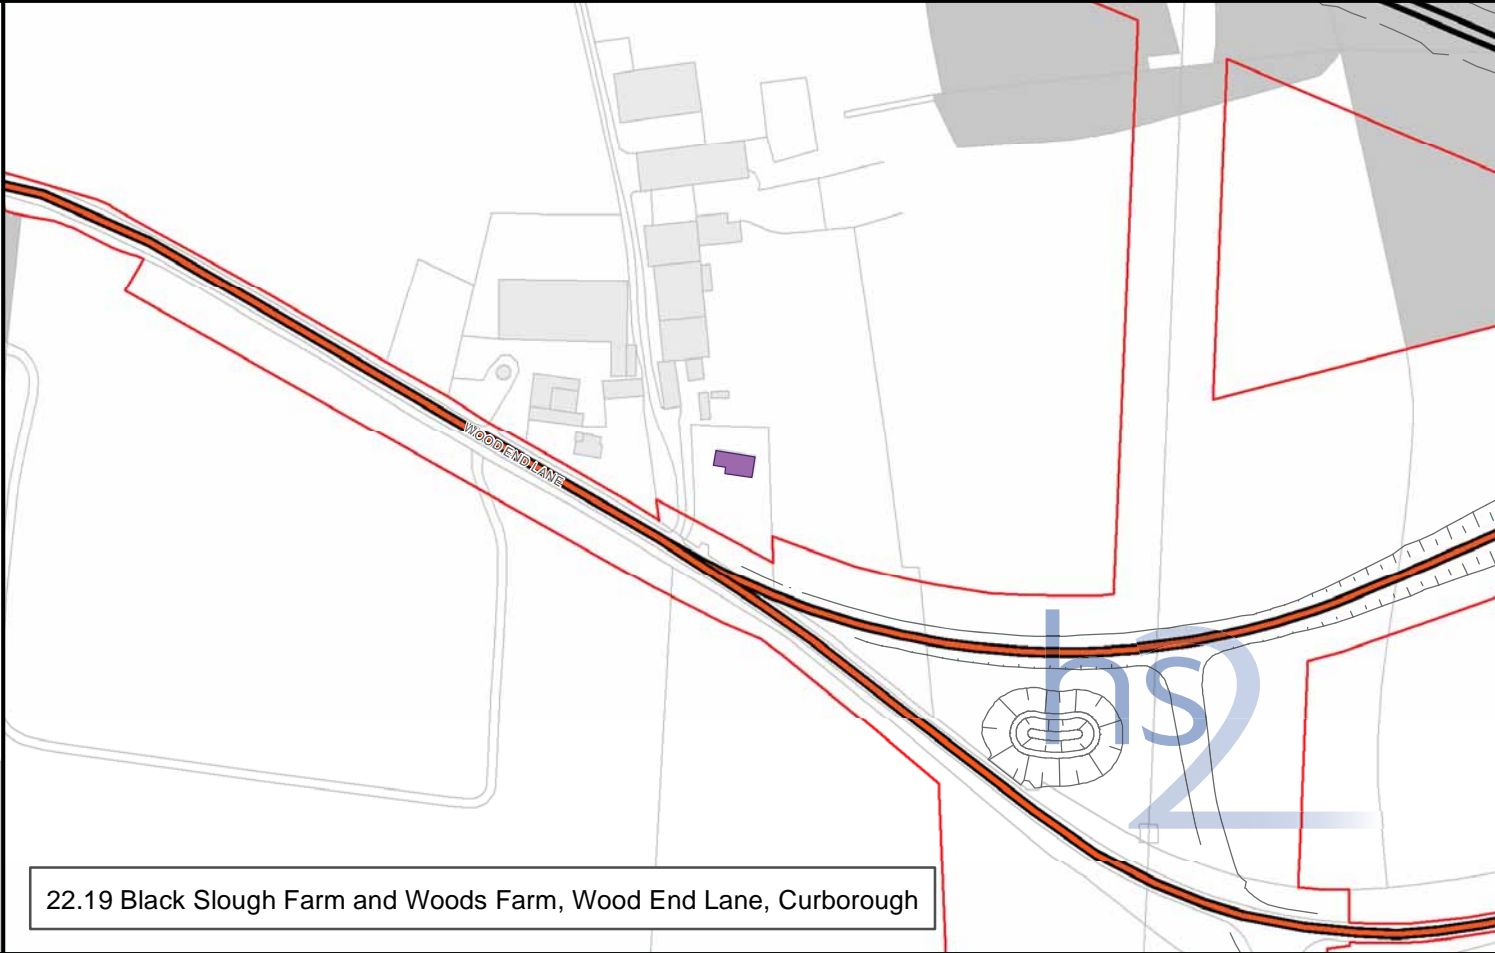 WOOD END LANE
hs2
22.19 Black Slough Farm and Woods Farm, Wood End Lane, Curborough